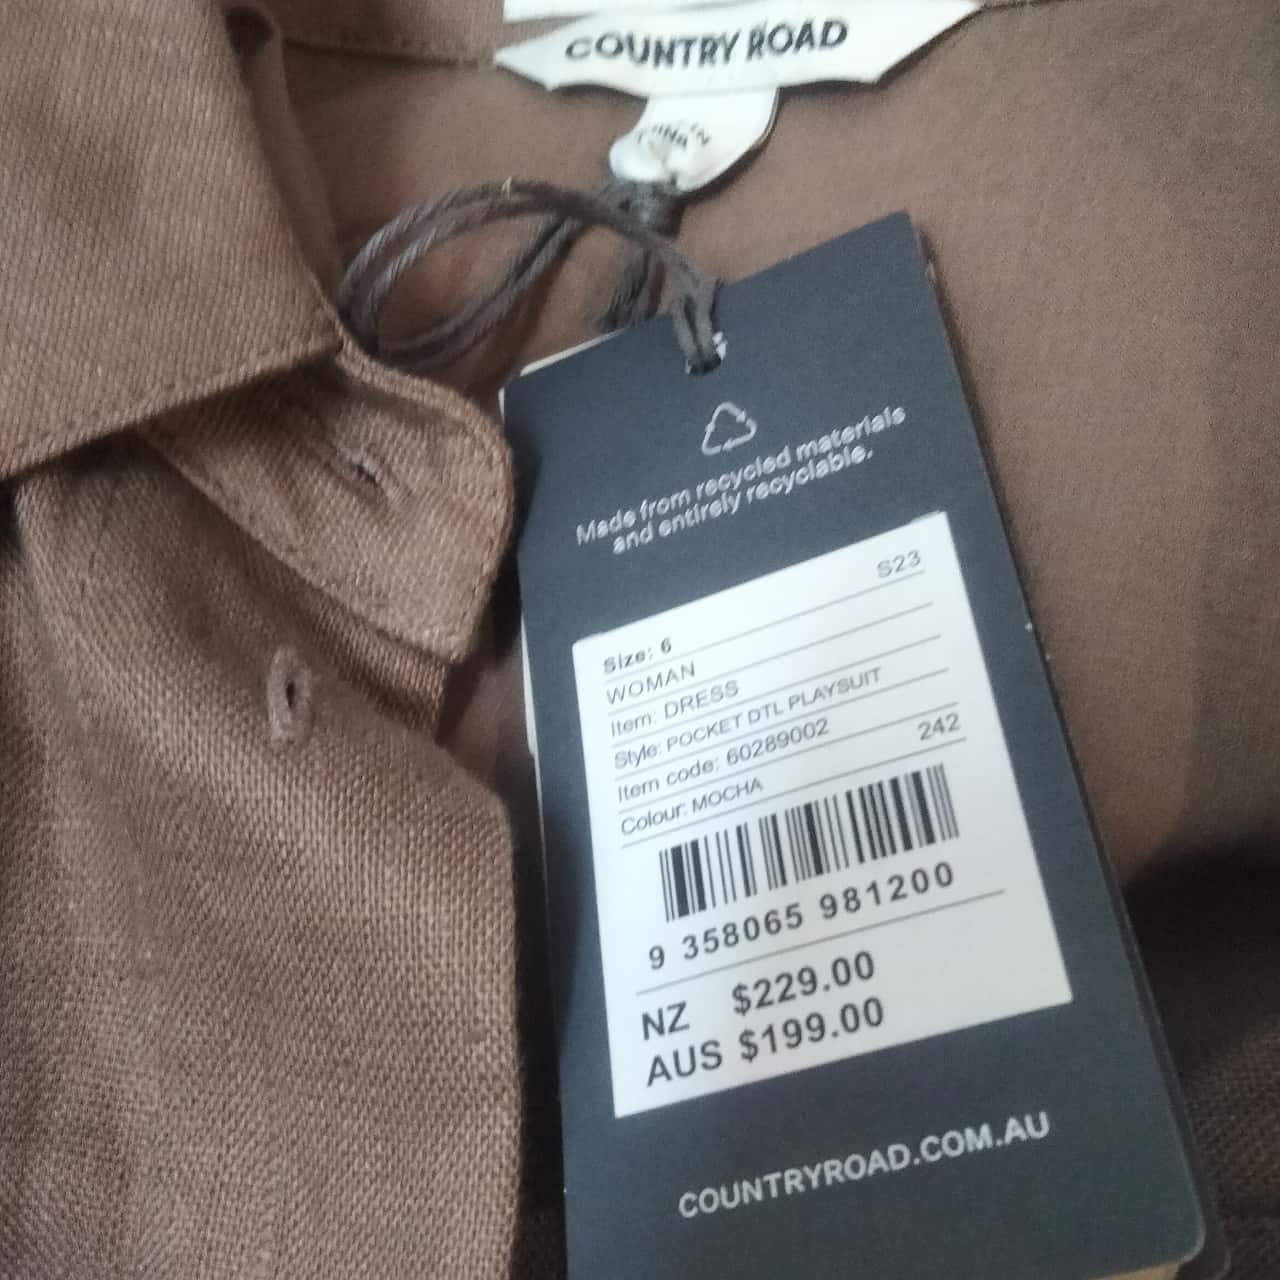 COUNTRY ROAD
Made from recycled materials
and entirely recyclable.
S23
Size: 6
WOMAN
Item: DRESS
Style: POCKET DTL PLAYSUIT
Item code: 60289002
242
Colour: MOCHA
9 358065 981200
NZ $229.00
AUS $199.00
COUNTRYROAD.COM.AU